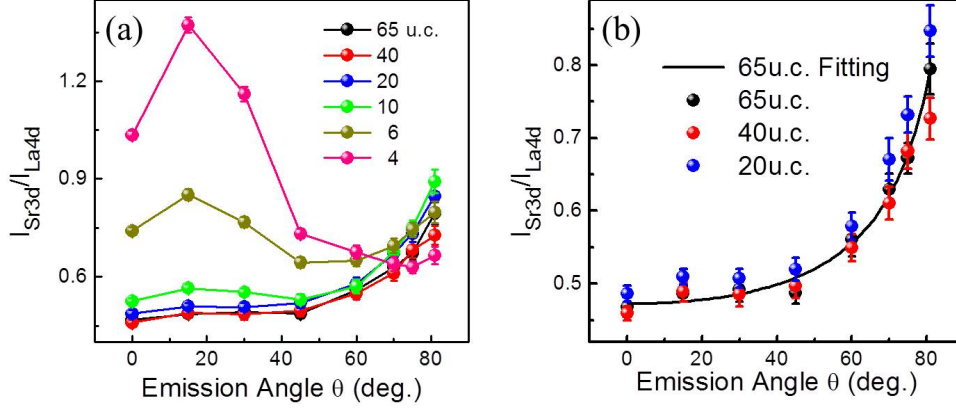 (a)
65 u.c.
40
20
10
6
4
1.2
0.9
0.6
I_Sr3d/I_La4d
0 20 40 60 80
Emission Angle θ (deg.)
(b)
65u.c. Fitting
65u.c.
40u.c.
20u.c.
0.8
0.7
0.6
0.5
I_Sr3d/I_La4d
0 20 40 60 80
Emission Angle θ (deg.)